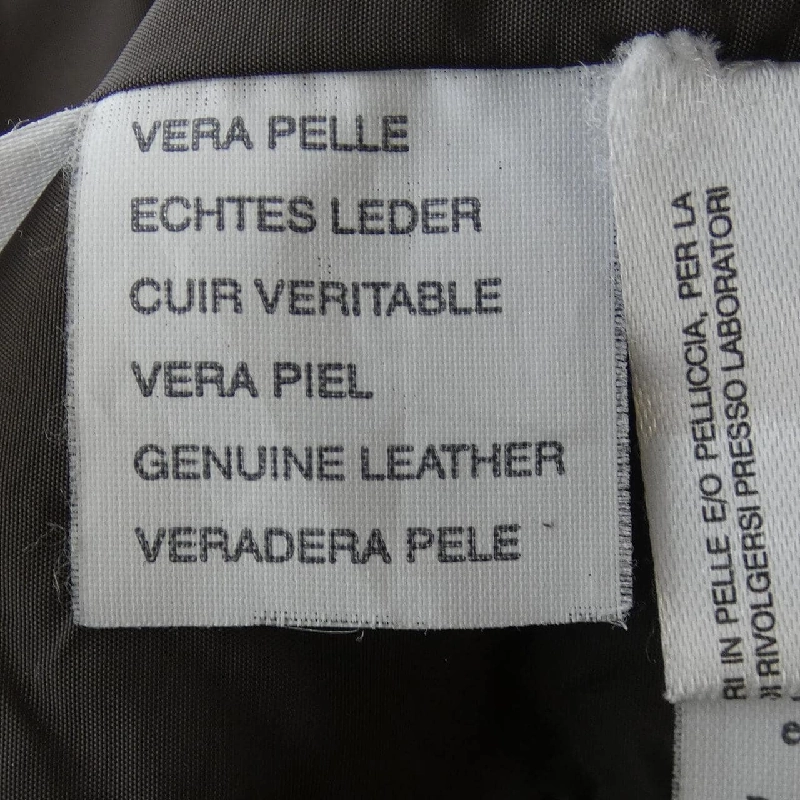 VERA PELLE
ECHTES LEDER
CUIR VERITABLE
VERA PIEL
GENUINE LEATHER
VERADERA PELE
RI IN PELLE E/O PELLICCIA, PER LA
DI RIVOLGERSI PRESSO LABORATORI